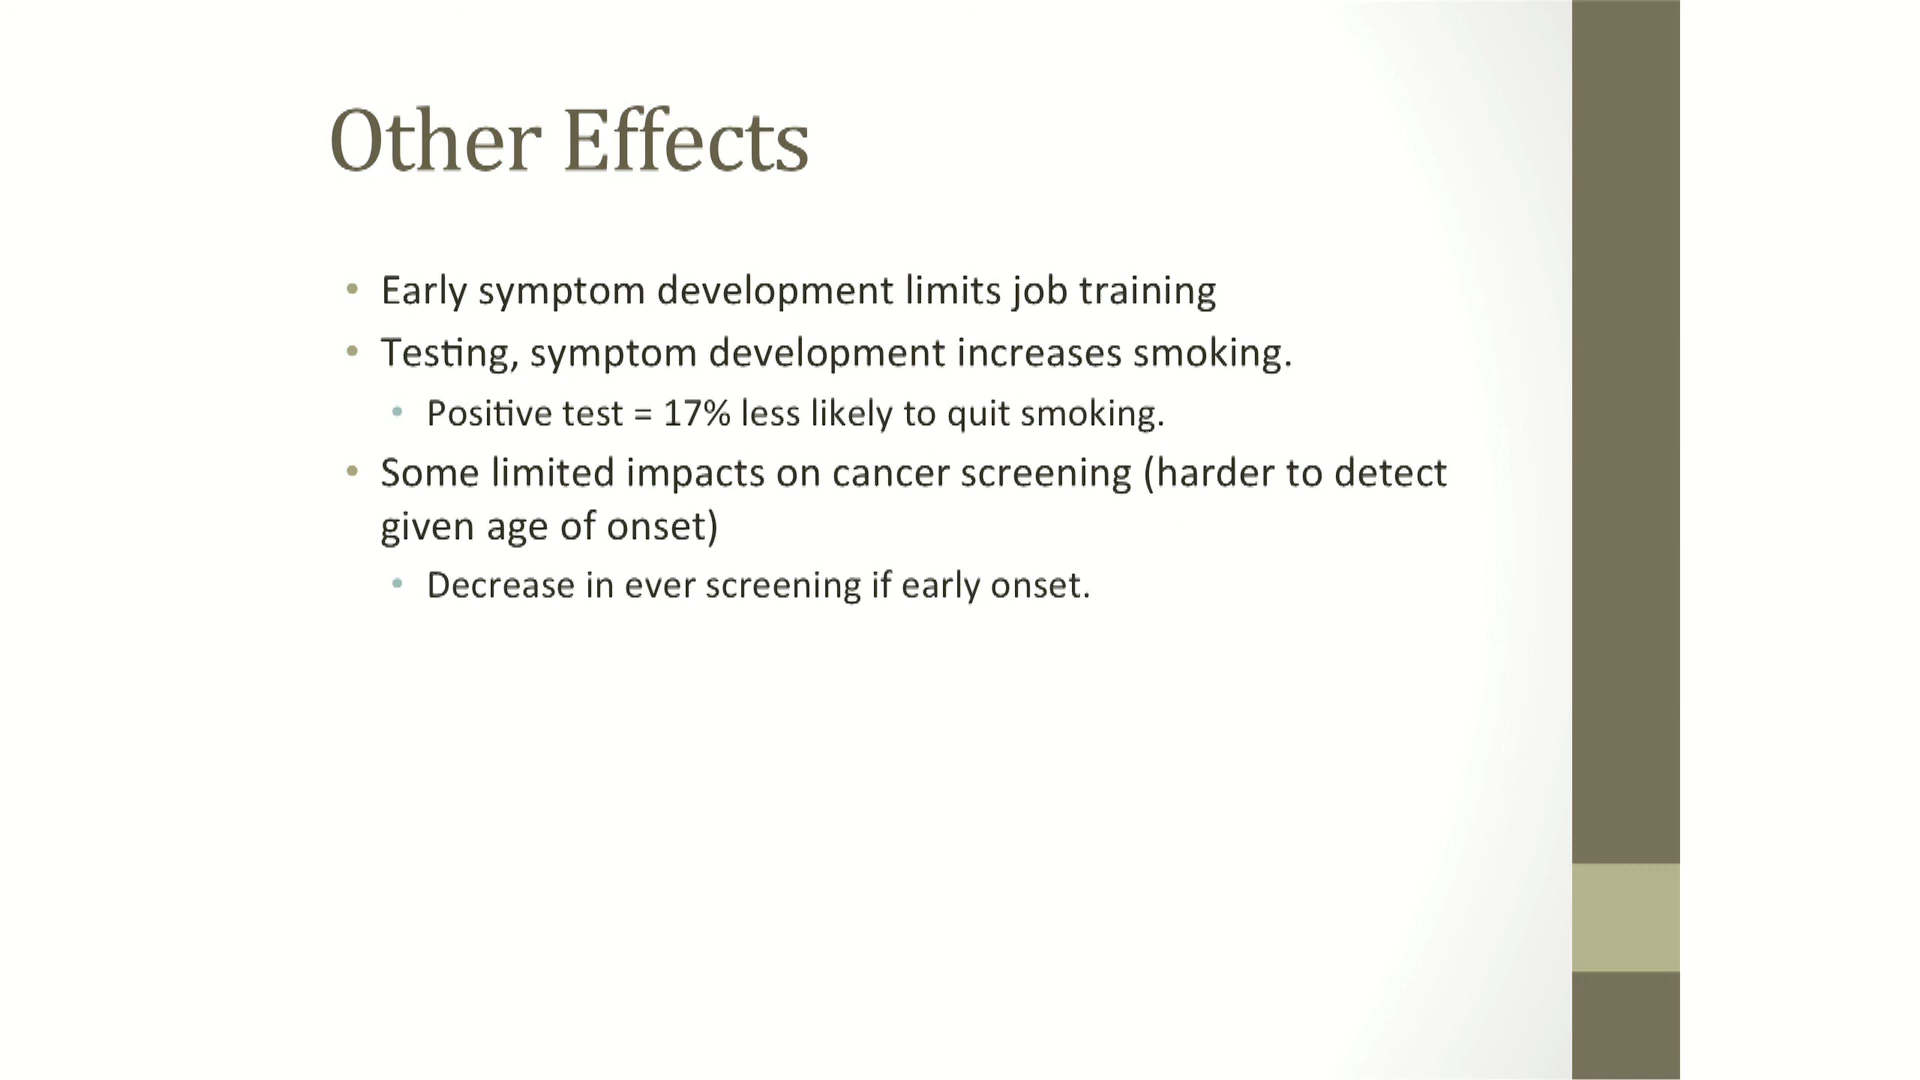 Other Effects
• Early symptom development limits job training
• Testing, symptom development increases smoking.
• Positive test = 17% less likely to quit smoking.
• Some limited impacts on cancer screening (harder to detect
given age of onset)
• Decrease in ever screening if early onset.